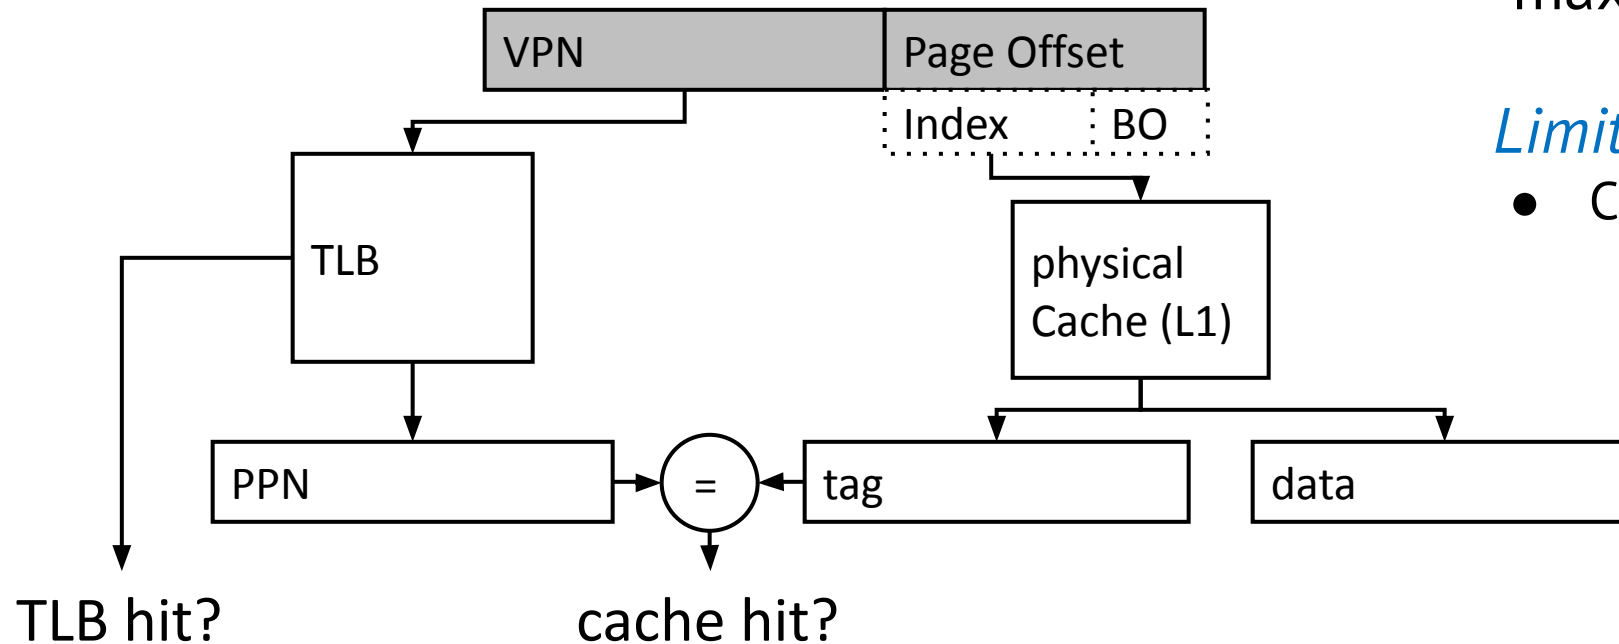 VPN
Page Offset
Index
BO
TLB
physical
Cache (L1)
PPN
=
tag
data
TLB hit?
cache hit?
● C